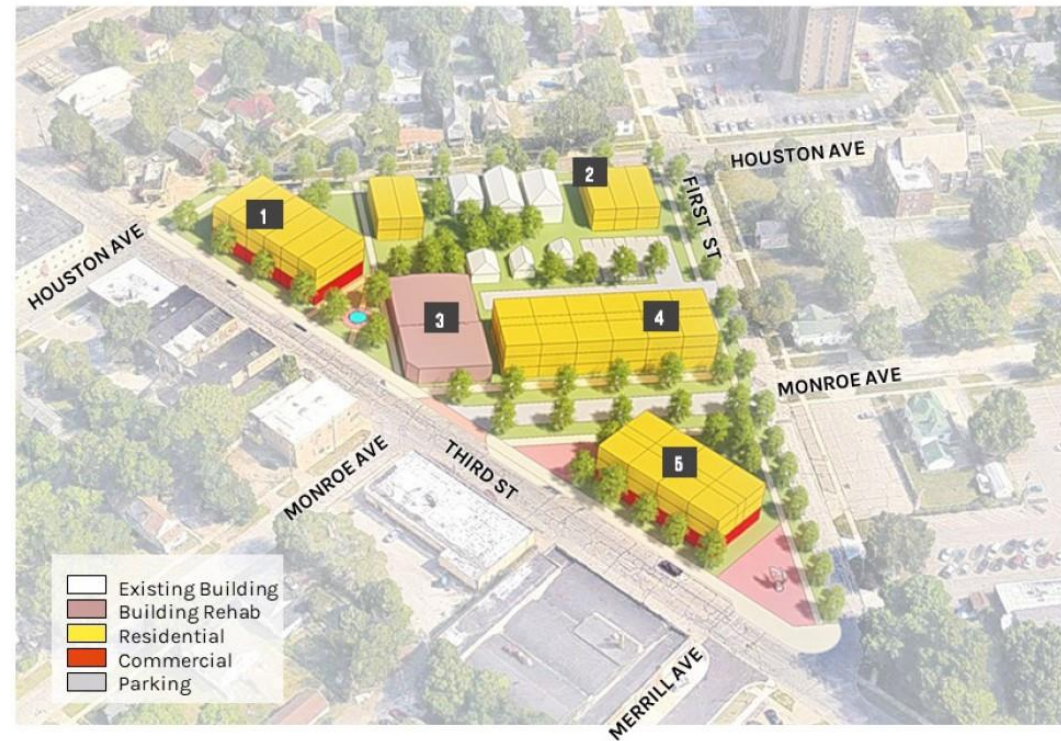 HOUSTON AVE
2
FIRST ST
1
HOUSTON AVE
3
4
MONROE AVE
5
THIRD ST
MONROE AVE
Existing Building
Building Rehab
Residential
Commercial
Parking
MERRILL AVE